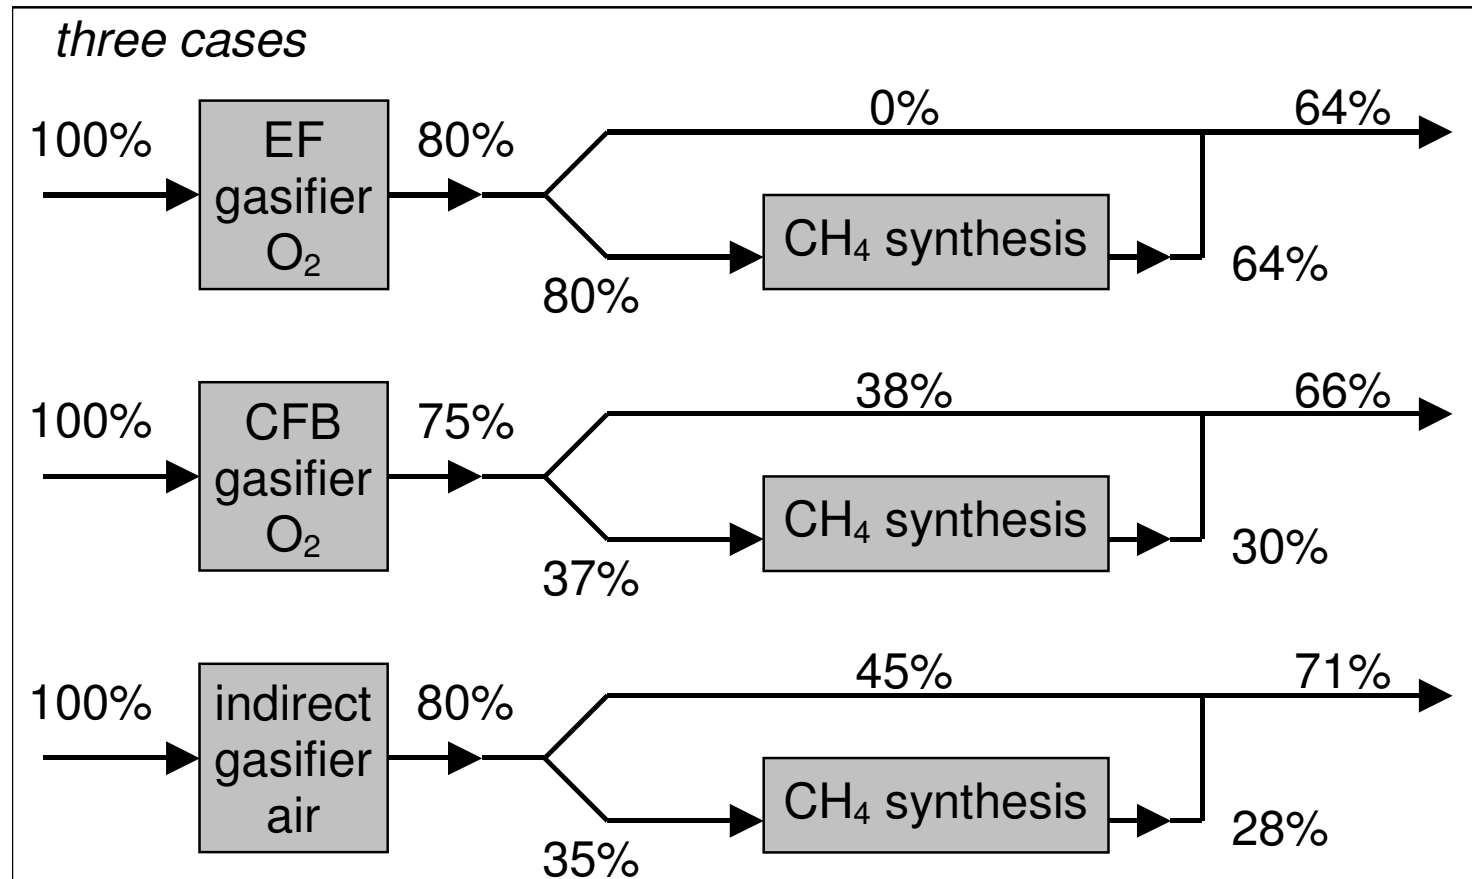 three cases
100%
EF
gasifier
O₂
80%
0%
64%
80%
CH₄ synthesis
64%
100%
CFB
gasifier
O₂
75%
38%
66%
37%
CH₄ synthesis
30%
100%
indirect
gasifier
air
80%
45%
71%
35%
CH₄ synthesis
28%